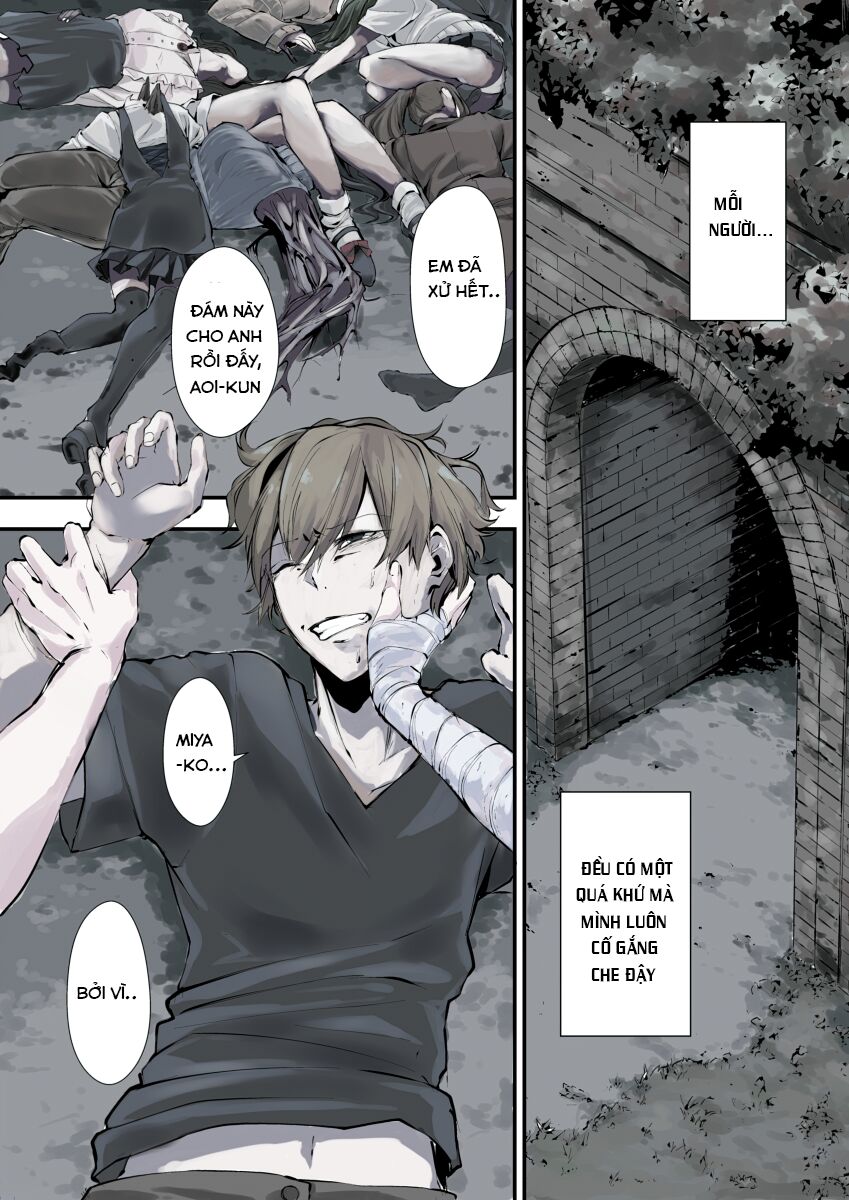 MỖI
NGƯỜI...
ĐỀU CÓ MỘT
QUÁ KHỨ MÀ
MÌNH LUÔN
CỐ GẮNG
CHE ĐẬY
EM ĐÃ
XỬ HẾT..
ĐÁM NÀY
CHO ANH
RỒI ĐẤY,
AOI-KUN
MIYA
-KO...
BỞI VÌ..